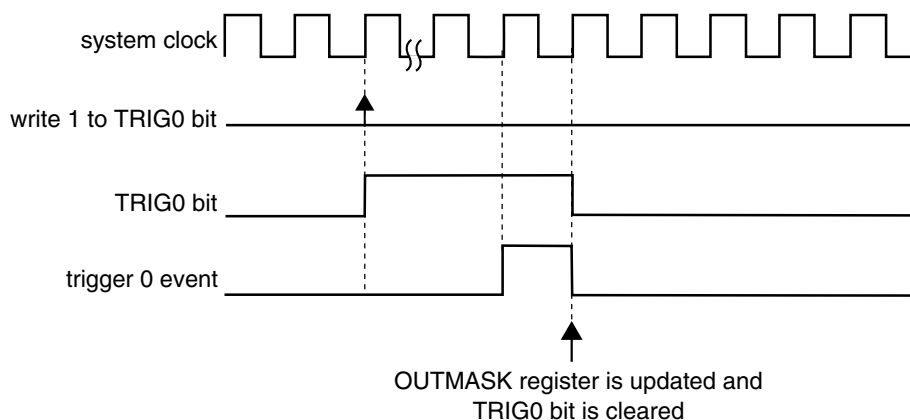 system clock
write 1 to TRIG0 bit
TRIG0 bit
trigger 0 event
OUTMASK register is updated and
TRIG0 bit is cleared